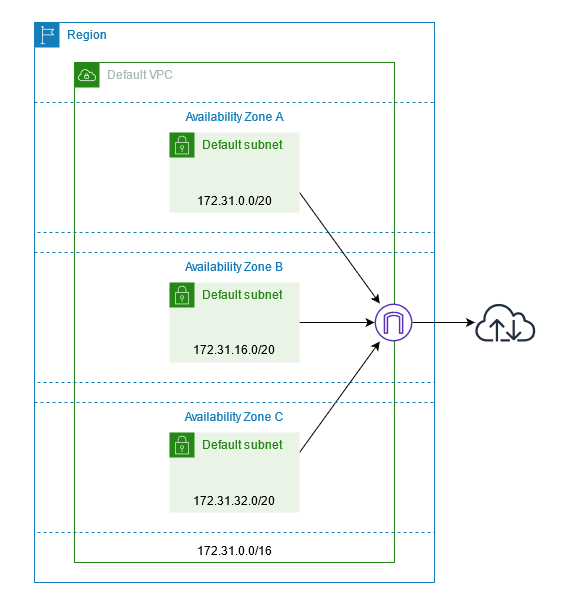 Region
Default VPC
Availability Zone A
Default subnet
172.31.0.0/20
Availability Zone B
Default subnet
172.31.16.0/20
Availability Zone C
Default subnet
172.31.32.0/20
172.31.0.0/16